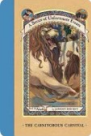 A Series of Unfortunate Events
THE CARNIVOROUS CARNIVAL